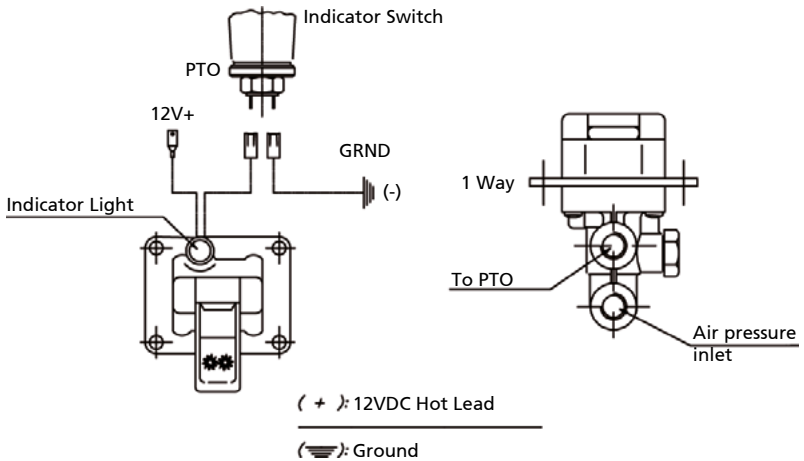 Indicator Switch
PTO
12V+
GRND
(-)
1 Way
Indicator Light
To PTO
Air pressure
inlet
( + ): 12VDC Hot Lead
( ): Ground